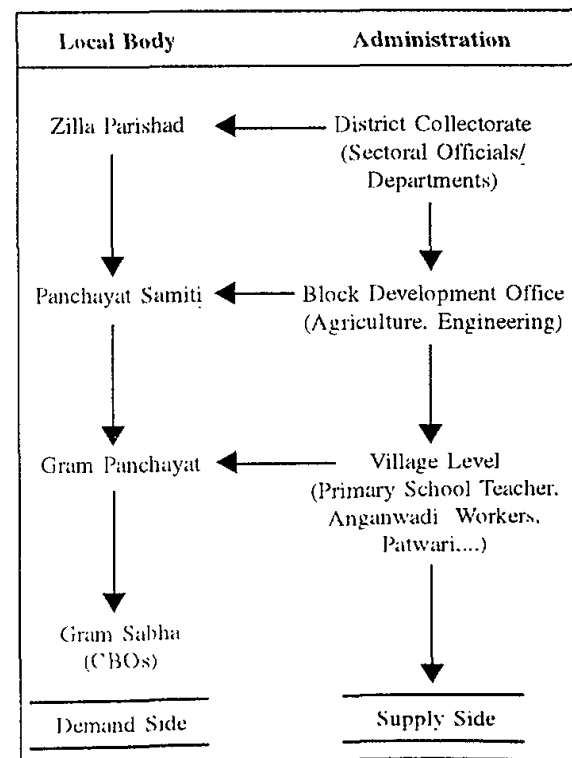 Local Body
Administration
Zilla Parishad
District Collectorate
(Sectoral Officials/
Departments)
Panchayat Samiti
Block Development Office
(Agriculture. Engineering)
Gram Panchayat
Village Level
(Primary School Teacher.
Anganwadi Workers.
Patwari....)
Gram Sabha
(CBOs)
Demand Side
Supply Side